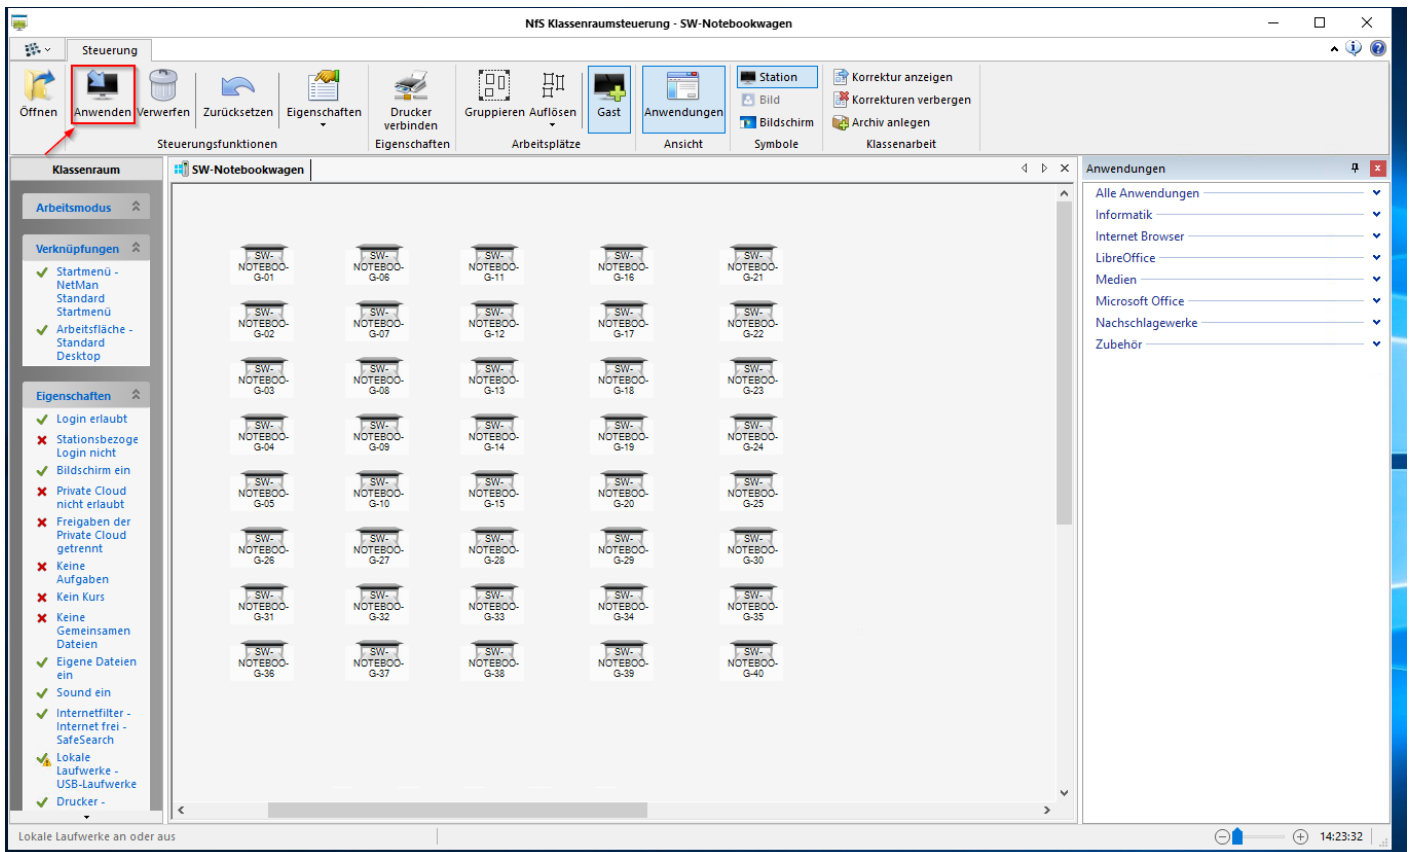 NfS Klassenraumsteuerung - SW-Notebookwagen
Steuerung
Öffnen
Anwenden
Verwerfen
Zurücksetzen
Eigenschaften
Drucker
verbinden
Gruppieren
Auflösen
Gast
Anwendungen
Station
Bild
Bildschirm
Korrektur anzeigen
Korrekturen verbergen
Archiv anlegen
Steuerungsfunktionen
Eigenschaften
Arbeitsplätze
Ansicht
Symbole
Klassenarbeit
Klassenraum
Arbeitsmodus
Verknüpfungen
Startmenü -
NetMan
Standard
Startmenü
Arbeitsfläche -
Standard
Desktop
Eigenschaften
Login erlaubt
Stationsbezoge
Login nicht
Bildschirm ein
Private Cloud
nicht erlaubt
Freigaben der
Private Cloud
getrennt
Keine
Aufgaben
Kein Kurs
Keine
Gemeinsamen
Dateien
Eigene Dateien
ein
Sound ein
Internetfilter -
Internet frei -
SafeSearch
Lokale
Laufwerke -
USB-Laufwerke
Drucker -
SW-Notebookwagen
SW- SW- SW- SW- SW-
NOTEBOO- NOTEBOO- NOTEBOO- NOTEBOO- NOTEBOO-
G-01 G-06 G-11 G-16 G-21
SW- SW- SW- SW- SW-
NOTEBOO- NOTEBOO- NOTEBOO- NOTEBOO- NOTEBOO-
G-02 G-07 G-12 G-17 G-22
SW- SW- SW- SW- SW-
NOTEBOO- NOTEBOO- NOTEBOO- NOTEBOO- NOTEBOO-
G-03 G-08 G-13 G-18 G-23
SW- SW- SW- SW- SW-
NOTEBOO- NOTEBOO- NOTEBOO- NOTEBOO- NOTEBOO-
G-04 G-09 G-14 G-19 G-24
SW- SW- SW- SW- SW-
NOTEBOO- NOTEBOO- NOTEBOO- NOTEBOO- NOTEBOO-
G-05 G-10 G-15 G-20 G-25
SW- SW- SW- SW- SW-
NOTEBOO- NOTEBOO- NOTEBOO- NOTEBOO- NOTEBOO-
G-26 G-27 G-28 G-29 G-30
SW- SW- SW- SW- SW-
NOTEBOO- NOTEBOO- NOTEBOO- NOTEBOO- NOTEBOO-
G-31 G-32 G-33 G-34 G-35
SW- SW- SW- SW- SW-
NOTEBOO- NOTEBOO- NOTEBOO- NOTEBOO- NOTEBOO-
G-36 G-37 G-38 G-39 G-40
Anwendungen
Alle Anwendungen
Informatik
Internet Browser
LibreOffice
Medien
Microsoft Office
Nachschlagewerke
Zubehör
Lokale Laufwerke an oder aus
14:23:32